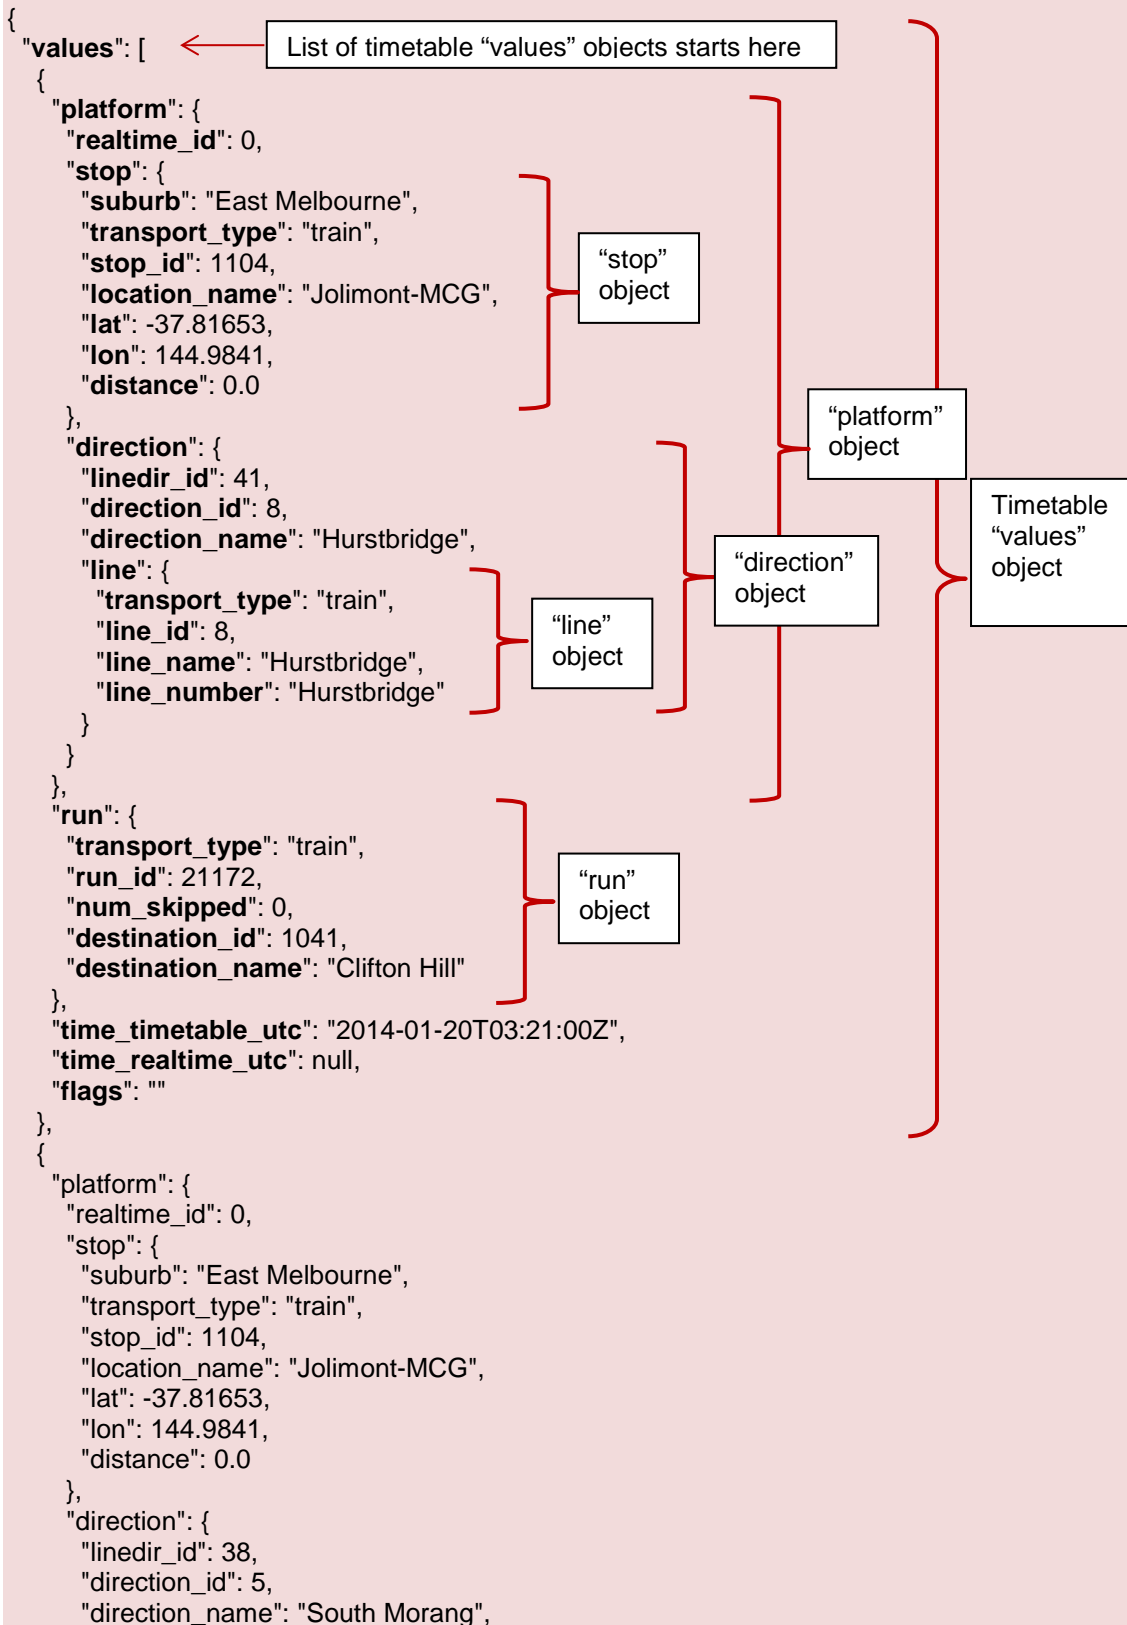 {
"values": [
List of timetable “values” objects starts here
{
"platform": {
"realtime_id": 0,
"stop": {
"suburb": "East Melbourne",
"transport_type": "train",
"stop_id": 1104,
"location_name": "Jolimont-MCG",
"lat": -37.81653,
"lon": 144.9841,
"distance": 0.0
},
“stop”
object
"direction": {
"linedir_id": 41,
"direction_id": 8,
"direction_name": "Hurstbridge",
"line": {
"transport_type": "train",
"line_id": 8,
"line_name": "Hurstbridge",
"line_number": "Hurstbridge"
}
}
},
“line”
object
“direction”
object
“platform”
object
Timetable
“values”
object
"run": {
"transport_type": "train",
"run_id": 21172,
"num_skipped": 0,
"destination_id": 1041,
"destination_name": "Clifton Hill"
},
“run”
object
"time_timetable_utc": "2014-01-20T03:21:00Z",
"time_realtime_utc": null,
"flags": ""
},
{
"platform": {
"realtime_id": 0,
"stop": {
"suburb": "East Melbourne",
"transport_type": "train",
"stop_id": 1104,
"location_name": "Jolimont-MCG",
"lat": -37.81653,
"lon": 144.9841,
"distance": 0.0
},
"direction": {
"linedir_id": 38,
"direction_id": 5,
"direction_name": "South Morang",